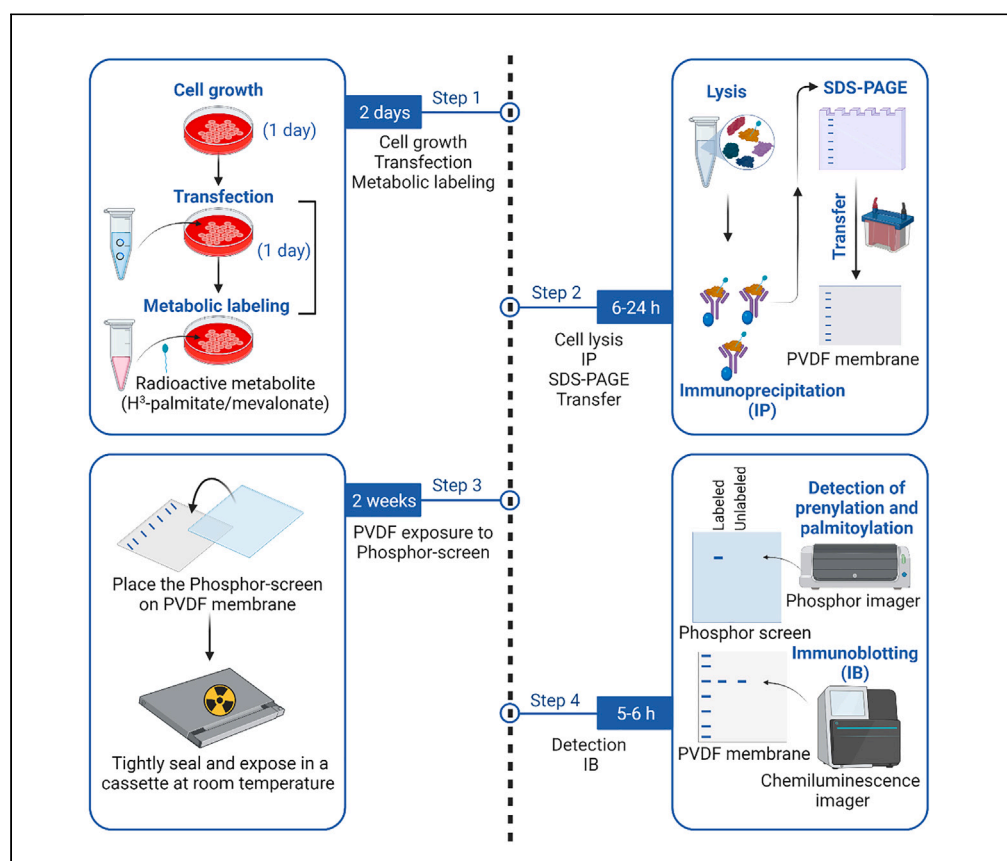 Cell growth
(1 day)
Transfection
(1 day)
Metabolic labeling
Radioactive metabolite
(H³-palmitate/mevalonate)
2 days
Step 1
Cell growth
Transfection
Metabolic labeling
Step 2
6-24 h
Cell lysis
IP
SDS-PAGE
Transfer
Lysis
SDS-PAGE
Transfer
PVDF membrane
Immunoprecipitation
(IP)
2 weeks
Step 3
PVDF exposure to
Phosphor-screen
Place the Phosphor-screen
on PVDF membrane
Tightly seal and expose in a
cassette at room temperature
Step 4
5-6 h
Detection
IB
Labeled
Unlabeled
Detection of
prenylation and
palmitoylation
Phosphor imager
Phosphor screen
Immunoblotting
(IB)
PVDF membrane
Chemiluminescence
imager